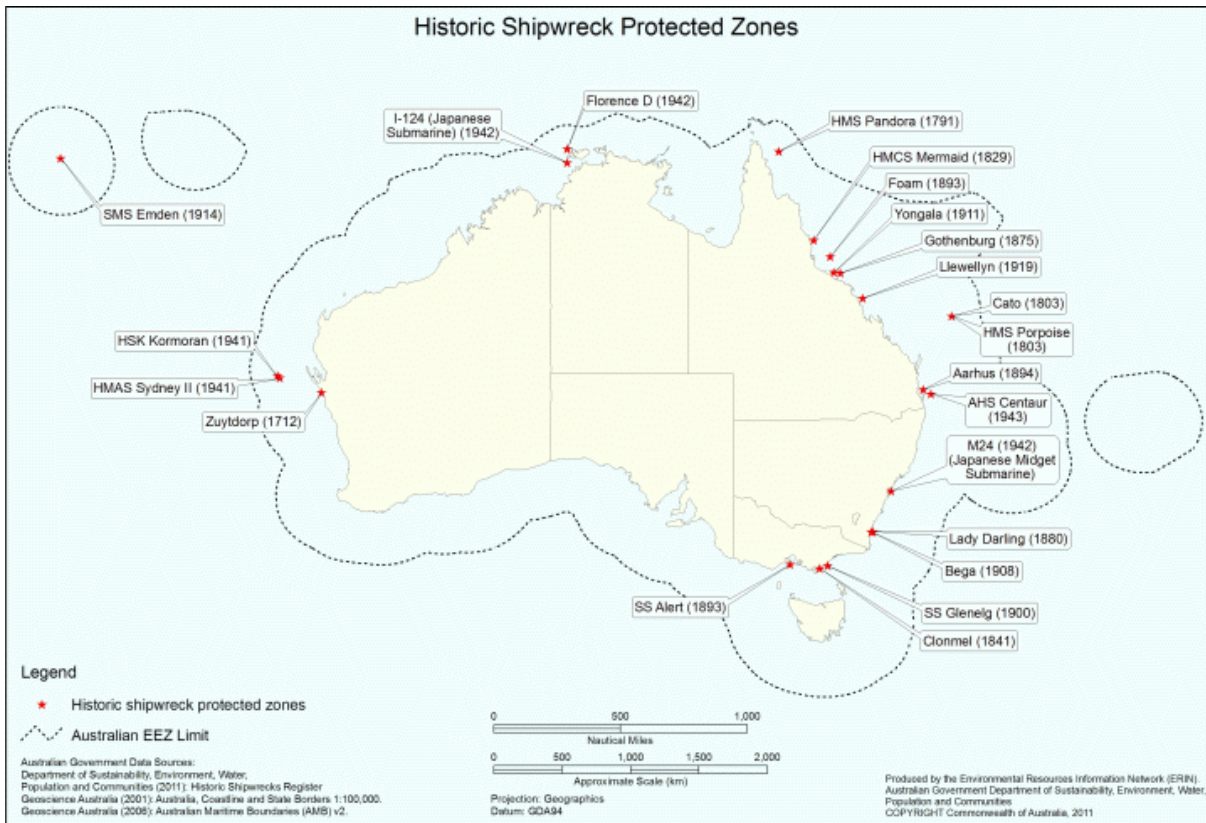 Historic Shipwreck Protected Zones
Florence D (1942)
I-124 (Japanese
Submarine) (1942)
HMS Pandora (1791)
HMCS Mermaid (1829)
Foam (1893)
SMS Emden (1914)
Yongala (1911)
Gothenburg (1875)
Llewellyn (1919)
Cato (1803)
HMS Porpoise
(1803)
HSK Kormoran (1941)
HMAS Sydney II (1941)
Zuytdorp (1712)
Aarhus (1894)
AHS Centaur
(1943)
M24 (1942)
(Japanese Midget
Submarine)
Lady Darling (1880)
Bega (1908)
SS Alert (1893)
SS Glenelg (1900)
Clonmel (1841)
Legend
Historic shipwreck protected zones
Australian EEZ Limit
Australian Government Data Sources:
Department of Sustainability, Environment, Water,
Population and Communities (2011): Historic Shipwrecks Register
Geoscience Australia (2001): Australia, Coastline and State Borders 1:100,000.
Geoscience Australia (2006): Australian Maritime Boundaries (AMB) v2.
0 500 1,000
Nautical Miles
0 500 1,000 1,500 2,000
Approximate Scale (km)
Projection: Geographics
Datum: GDA94
Produced by the Environmental Resources Information Network (ERIN).
Australian Government Department of Sustainability, Environment, Water,
Population and Communities
COPYRIGHT Commonwealth of Australia, 2011